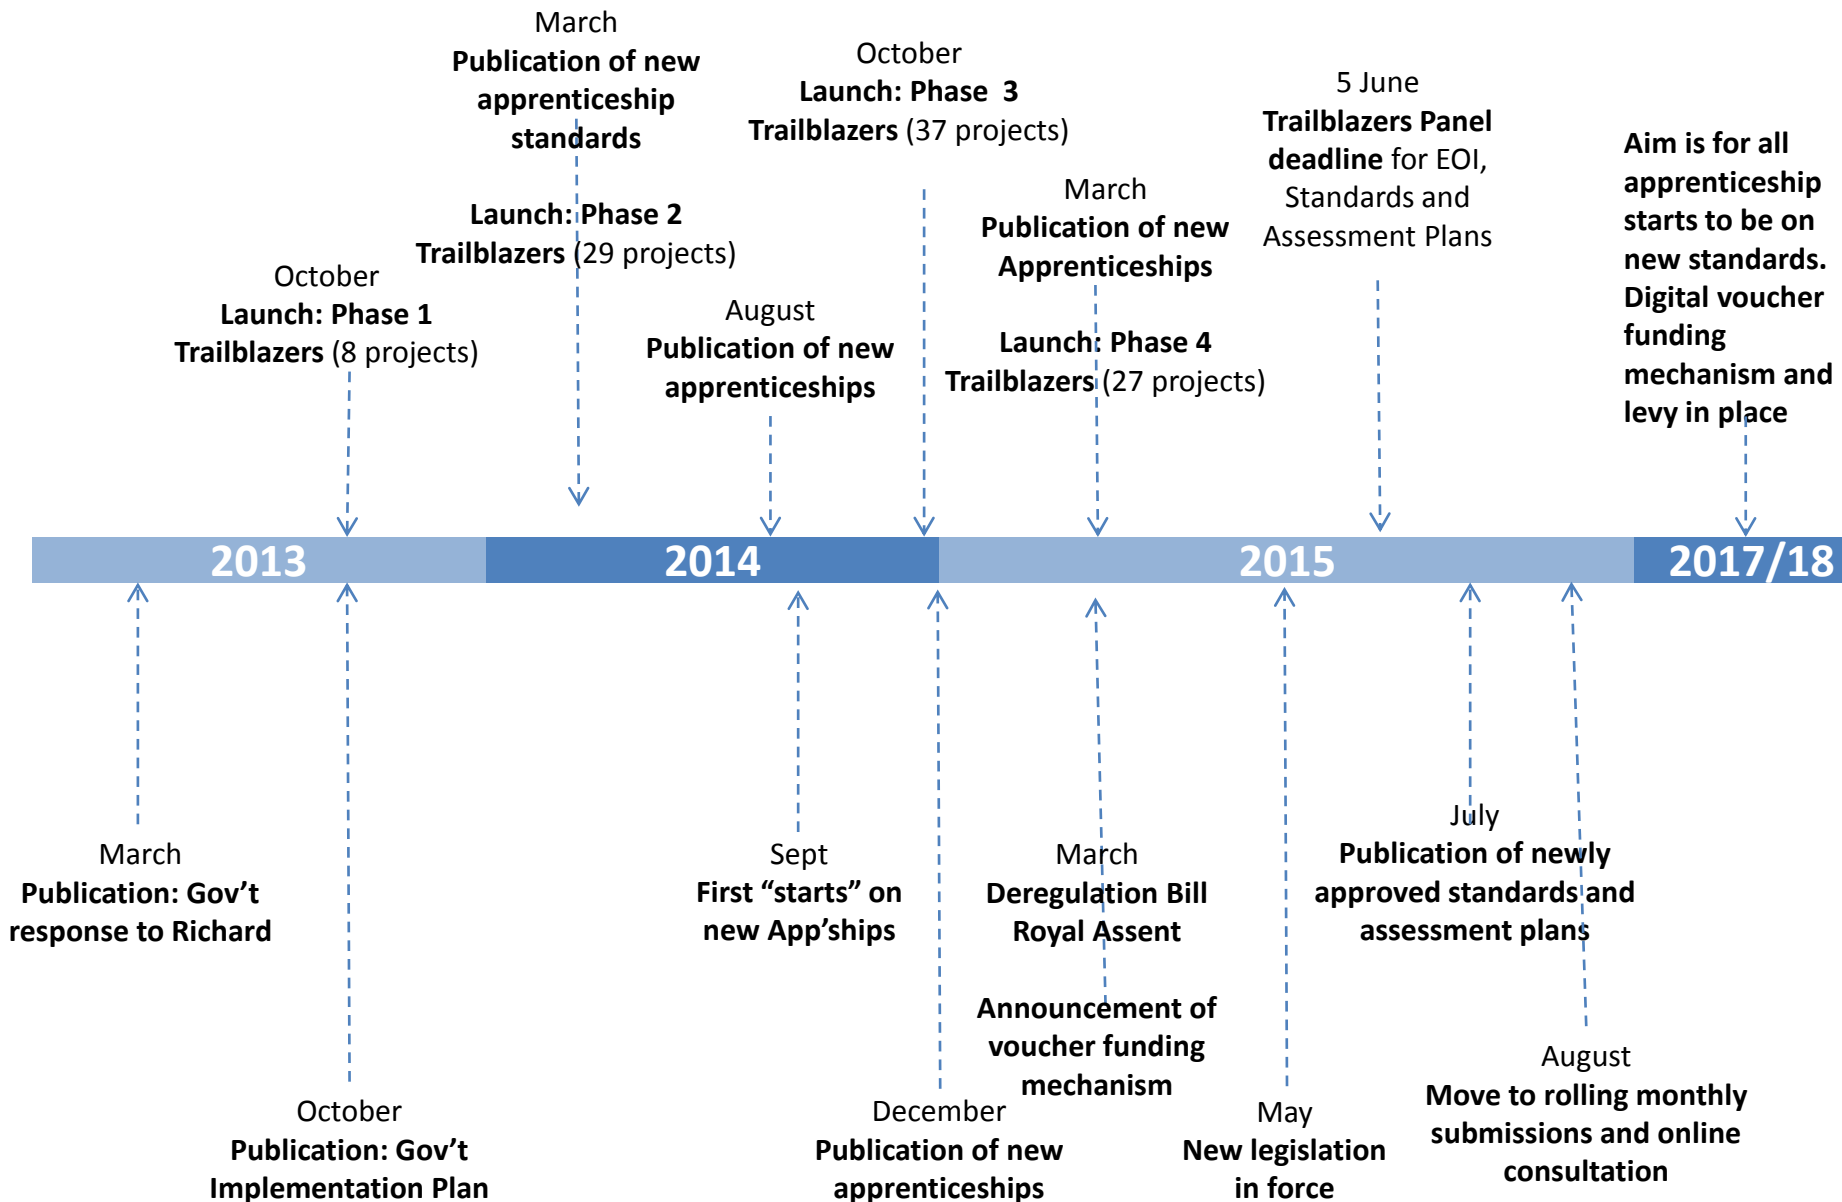 March
Publication of new
apprenticeship
standards
Launch: Phase 2
Trailblazers (29 projects)
October
Launch: Phase  3
Trailblazers (37 projects)
5 June
Trailblazers Panel
deadline for EOI,
Standards and
Assessment Plans
Aim is for all
apprenticeship
starts to be on
new standards.
Digital voucher
funding
mechanism and
levy in place
October
Launch: Phase 1
Trailblazers (8 projects)
August
Publication of new
apprenticeships
March
Publication of new
Apprenticeships
Launch: Phase 4
Trailblazers (27 projects)
2013
2014
2015
2017/18
March
Publication: Gov’t
response to Richard
October
Publication: Gov’t
Implementation Plan
Sept
First “starts” on
new App’ships
December
Publication of new
apprenticeships
March
Deregulation Bill
Royal Assent
Announcement of
voucher funding
mechanism
May
New legislation
in force
July
Publication of newly
approved standards and
assessment plans
August
Move to rolling monthly
submissions and online
consultation